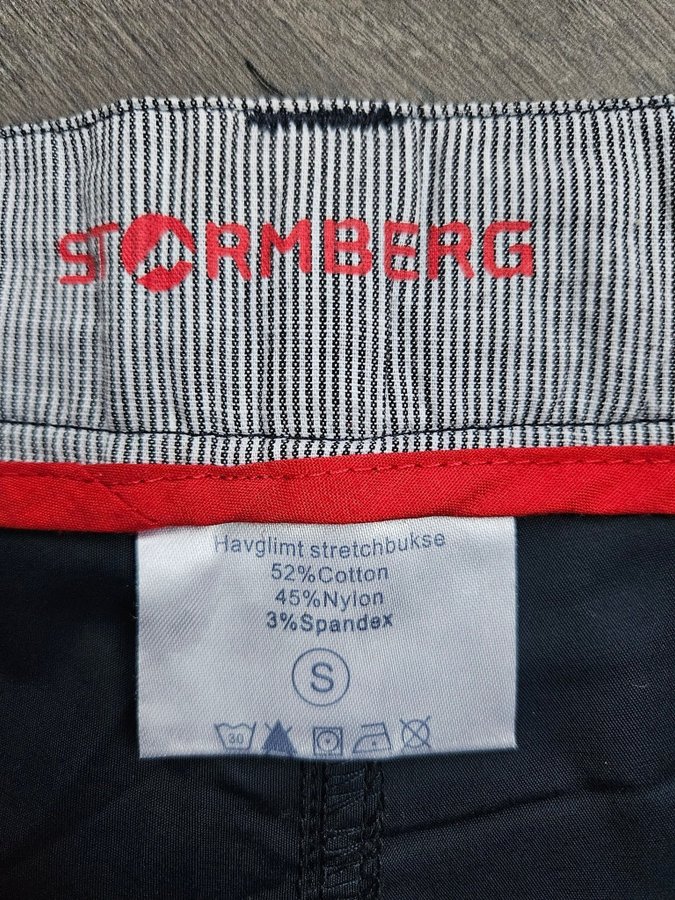 STORMBERG
Havglimt stretchbukse
52%Cotton
45%Nylon
3%Spandex
S
30